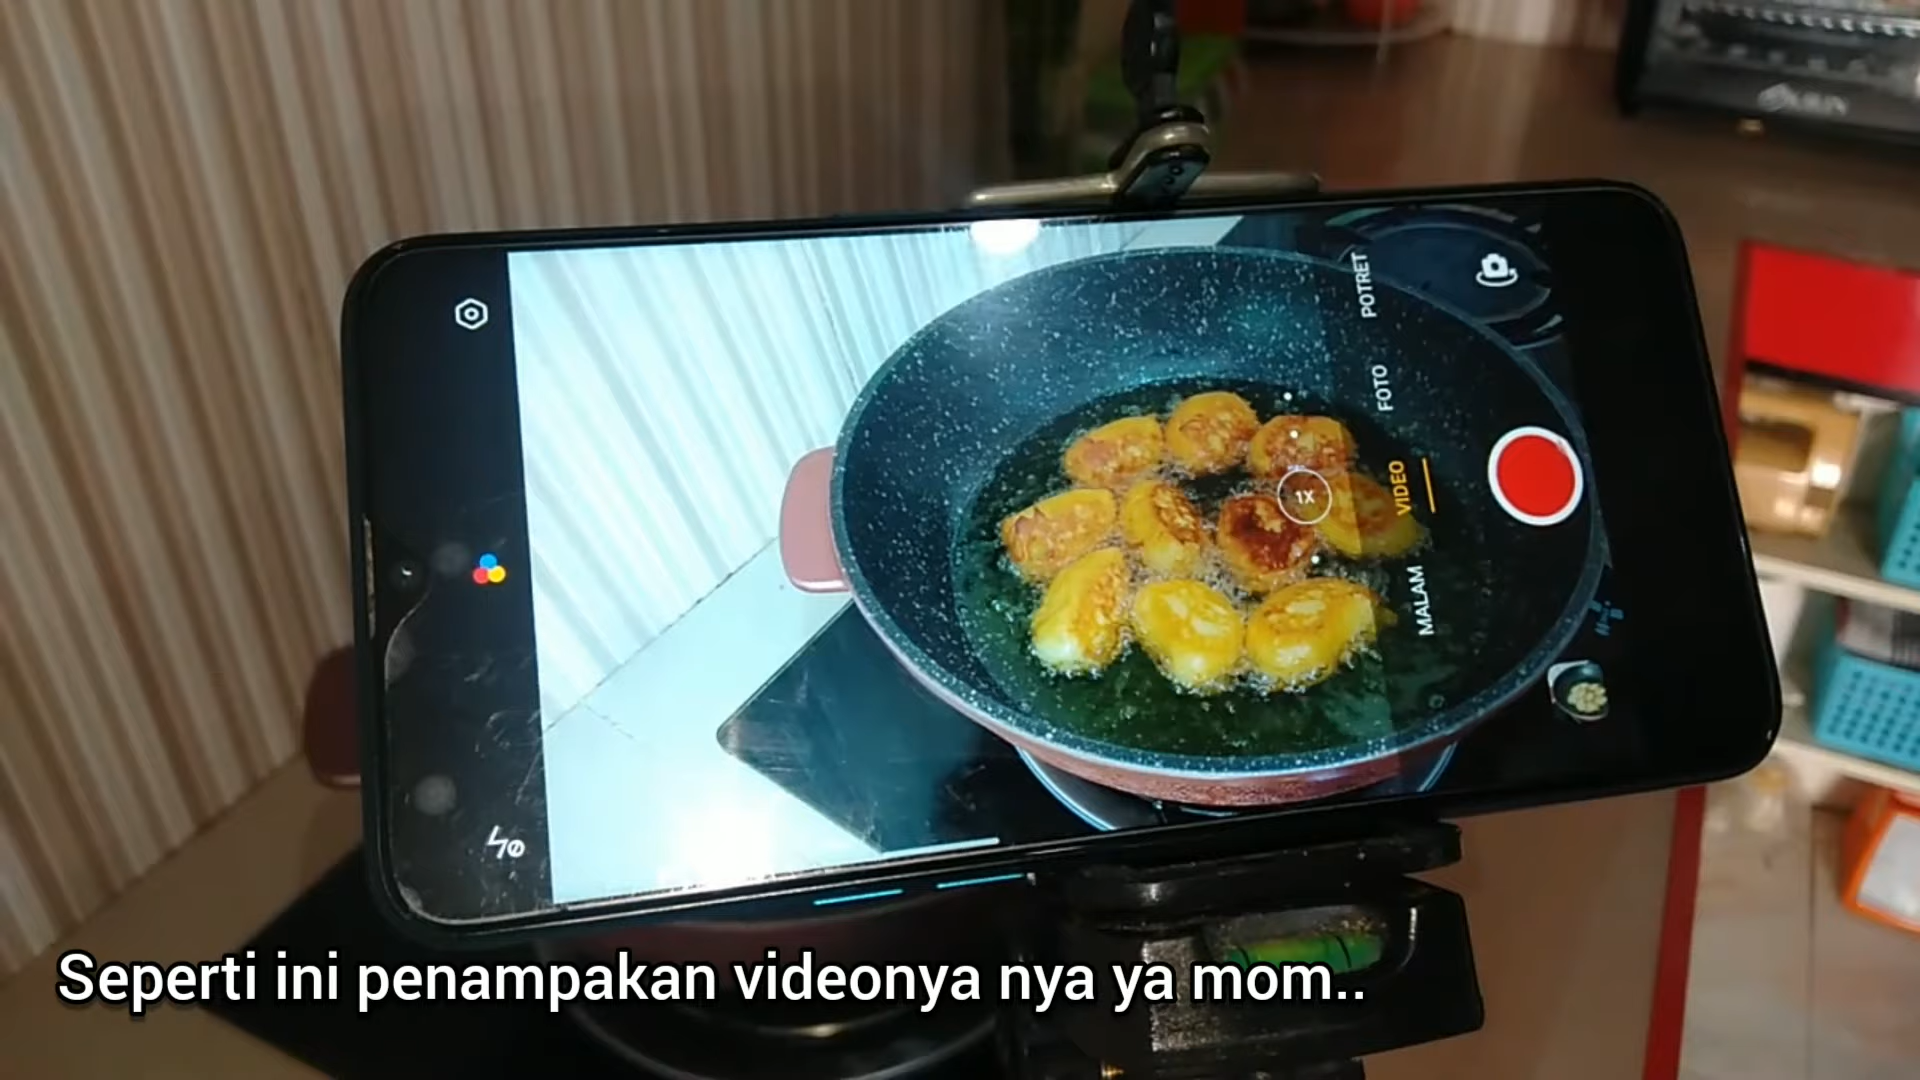 POTRET
FOTO
1X
VIDEO
MALAM
Seperti ini penampakan videonya nya ya mom..